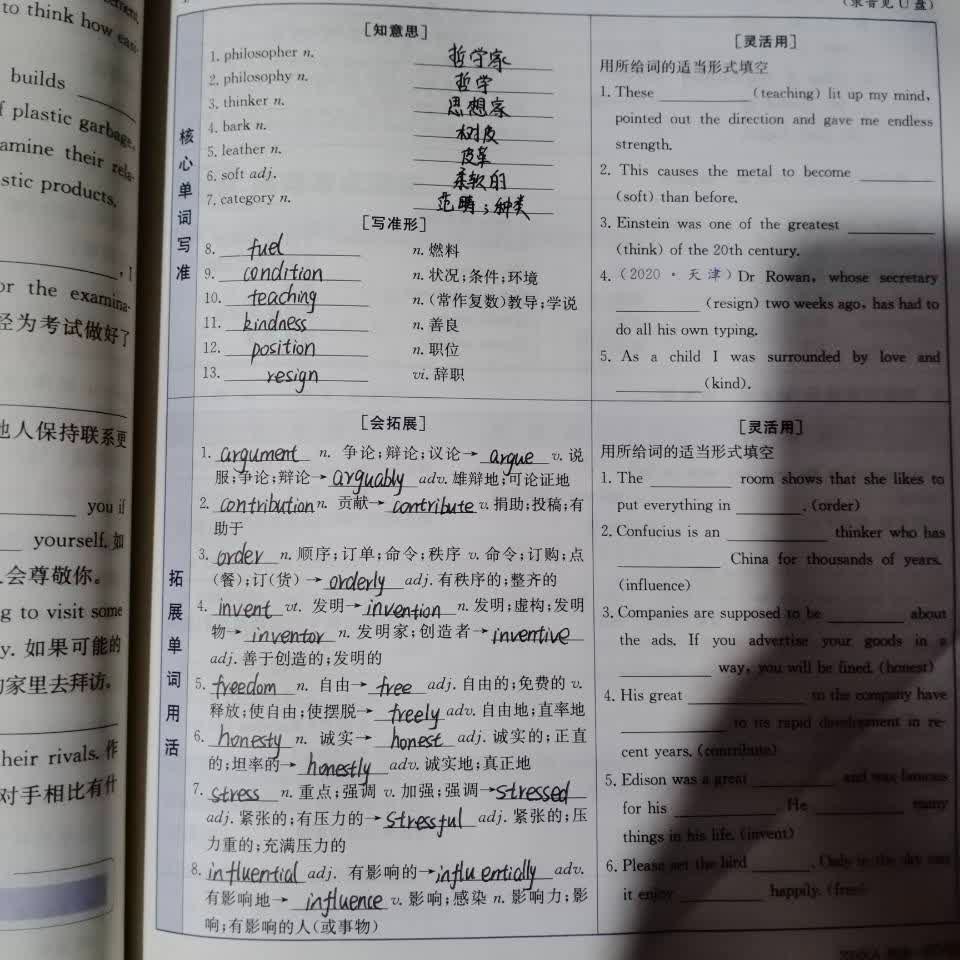 to think how
builds
f plastic garbage,
amine their rela-
stic products.
, I
or the examina-
经为考试做好了
他人保持联系更
you if
yourself. 如
会尊敬你。
g to visit some
y. 如果可能的
家里去拜访。
heir rivals. 作
对手相比有什
(录音见 U 盘)
核心单词写准
[知意思]
1. philosopher n. 哲学家
2. philosophy n. 哲学
3. thinker n. 思想家
4. bark n. 树皮
5. leather n. 皮革
6. soft adj. 柔软的
7. category n. 范畴;种类
[写准形]
8. fuel n. 燃料
9. condition n. 状况;条件;环境
10. teaching n. (常作复数)教导;学说
11. kindness n. 善良
12. position n. 职位
13. resign vi. 辞职
[灵活用]
用所给词的适当形式填空
1. These (teaching) lit up my mind,
pointed out the direction and gave me endless
strength.
2. This causes the metal to become
(soft) than before.
3. Einstein was one of the greatest
(think) of the 20th century.
4. (2020 · 天津) Dr Rowan, whose secretary
(resign) two weeks ago, has had to
do all his own typing.
5. As a child I was surrounded by love and
(kind).
拓展单词用活
[会拓展]
1. argument n. 争论;辩论;议论→ argue v. 说
服;争论;辩论→ arguably adv. 雄辩地;可论证地
2. contribution n. 贡献→ contribute v. 捐助;投稿;有
助于
3. order n. 顺序;订单;命令;秩序 v. 命令;订购;点
(餐);订(货)→ orderly adj. 有秩序的;整齐的
4. invent vt. 发明→ invention n. 发明;虚构;发明
物→ inventor n. 发明家;创造者→ inventive
adj. 善于创造的;发明的
5. freedom n. 自由→ free adj. 自由的;免费的 v.
释放;使自由;使摆脱→ freely adv. 自由地;直率地
6. honesty n. 诚实→ honest adj. 诚实的;正直
的;坦率的→ honestly adv. 诚实地;真正地
7. stress n. 重点;强调 v. 加强;强调→ stressed
adj. 紧张的;有压力的→ stressful adj. 紧张的;压
力重的;充满压力的
8. influential adj. 有影响的→ influentially adv.
有影响地→ influence v. 影响;感染 n. 影响力;影
响;有影响的人(或事物)
[灵活用]
用所给词的适当形式填空
1. The room shows that she likes to
put everything in . (order)
2. Confucius is an thinker who has
China for thousands of years.
(influence)
3. Companies are supposed to be about
the ads. If you advertise your goods in a
way, you will be fined. (honest)
4. His great to the company have
to its rapid development in re-
cent years. (contribute)
5. Edison was a great and was famous
for his . He many
things in his life. (invent)
6. Please set the bird . Only in the sky can
it enjoy happily. (free)